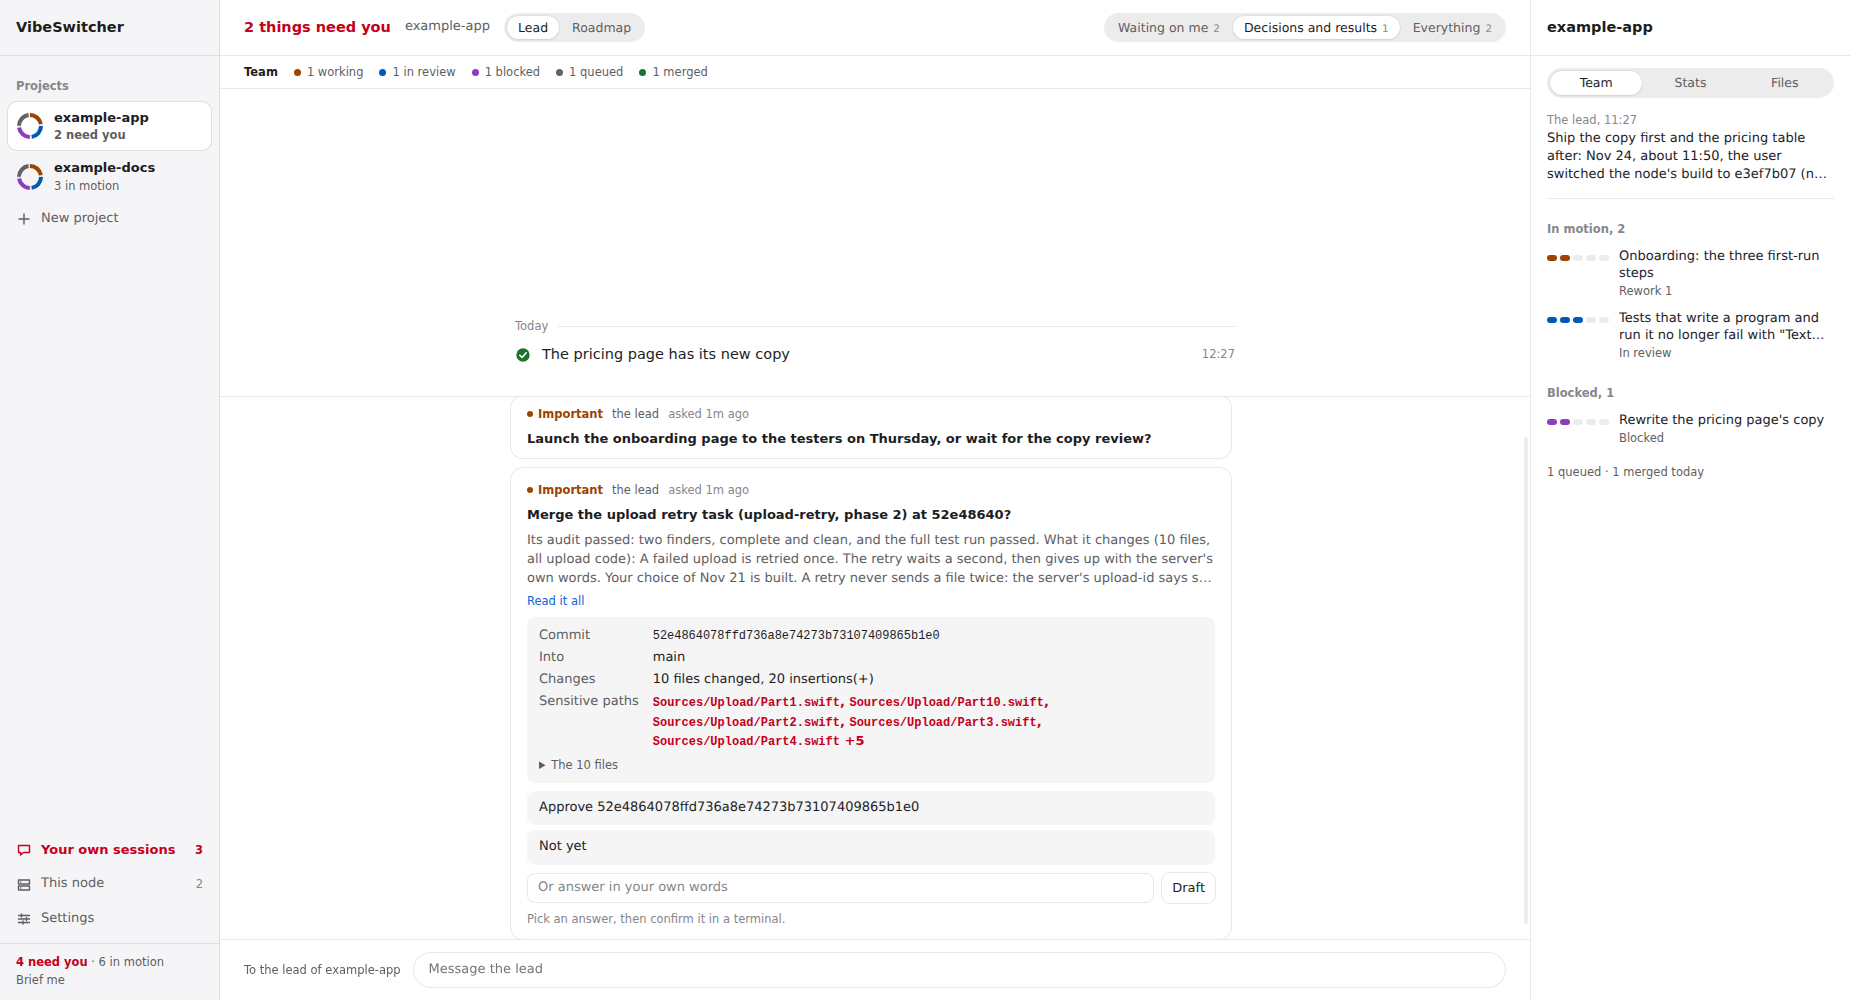 VibeSwitcher
Projects
example-app
2 need you
example-docs
3 in motion
New project
Your own sessions 3
This node 2
Settings
4 need you · 6 in motion
Brief me
2 things need you example-app Lead Roadmap
Waiting on me 2 Decisions and results 1 Everything 2
Team 1 working 1 in review 1 blocked 1 queued 1 merged
Today
The pricing page has its new copy 12:27
Important the lead asked 1m ago
Launch the onboarding page to the testers on Thursday, or wait for the copy review?
Important the lead asked 1m ago
Merge the upload retry task (upload-retry, phase 2) at 52e48640?
Its audit passed: two finders, complete and clean, and the full test run passed. What it changes (10 files,
all upload code): A failed upload is retried once. The retry waits a second, then gives up with the server's
own words. Your choice of Nov 21 is built. A retry never sends a file twice: the server's upload-id says s…
Read it all
Commit 52e4864078ffd736a8e74273b73107409865b1e0
Into main
Changes 10 files changed, 20 insertions(+)
Sensitive paths Sources/Upload/Part1.swift, Sources/Upload/Part10.swift,
Sources/Upload/Part2.swift, Sources/Upload/Part3.swift,
Sources/Upload/Part4.swift +5
The 10 files
Approve 52e4864078ffd736a8e74273b73107409865b1e0
Not yet
Or answer in your own words Draft
Pick an answer, then confirm it in a terminal.
To the lead of example-app Message the lead
example-app
Team Stats Files
The lead, 11:27
Ship the copy first and the pricing table
after: Nov 24, about 11:50, the user
switched the node's build to e3ef7b07 (n…
In motion, 2
Onboarding: the three first-run
steps
Rework 1
Tests that write a program and
run it no longer fail with "Text…
In review
Blocked, 1
Rewrite the pricing page's copy
Blocked
1 queued · 1 merged today